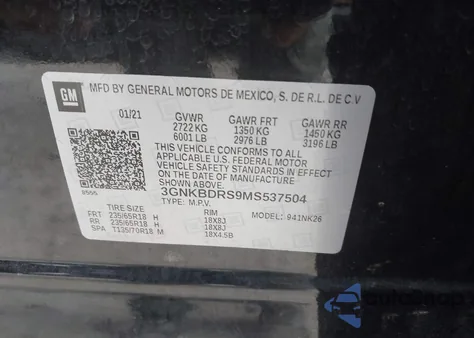 GM
MFD BY GENERAL MOTORS DE MEXICO, S. DE R.L. DE C.V
01/21 GVWR GAWR FRT GAWR RR
2722 KG 1350 KG 1450 KG
6001 LB 2976 LB 3196 LB
THIS VEHICLE CONFORMS TO ALL
APPLICABLE U.S. FEDERAL MOTOR
VEHICLE SAFETY STANDARDS IN EFFECT
ON THE DATE OF MANUFACTURE
SHOWN ABOVE.
3GNKBDRS9MS537504
TYPE: M.P.V.
TIRE SIZE RIM MODEL: 941NK26
FRT 235/65R18 H 18X8J
RR 235/65R18 H 18X8J
SPA T135/70R18 M 18X4.5B